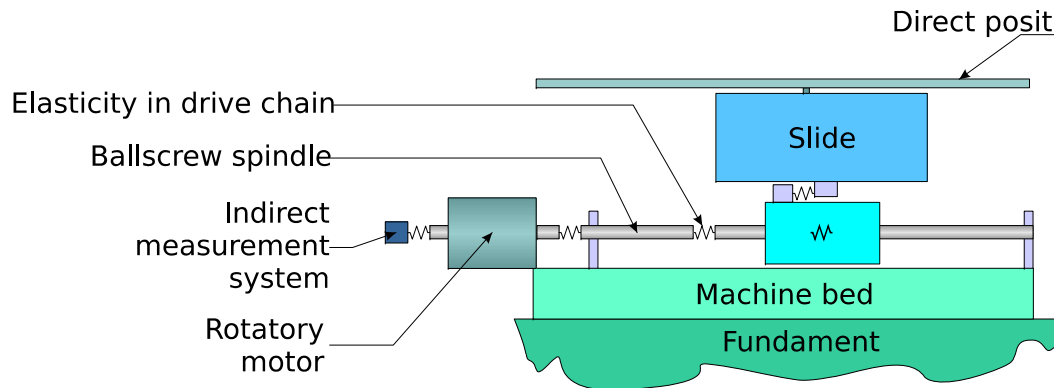 Direct posit
Elasticity in drive chain
Slide
Ballscrew spindle
Indirect
measurement
system
Machine bed
Rotatory
motor
Fundament